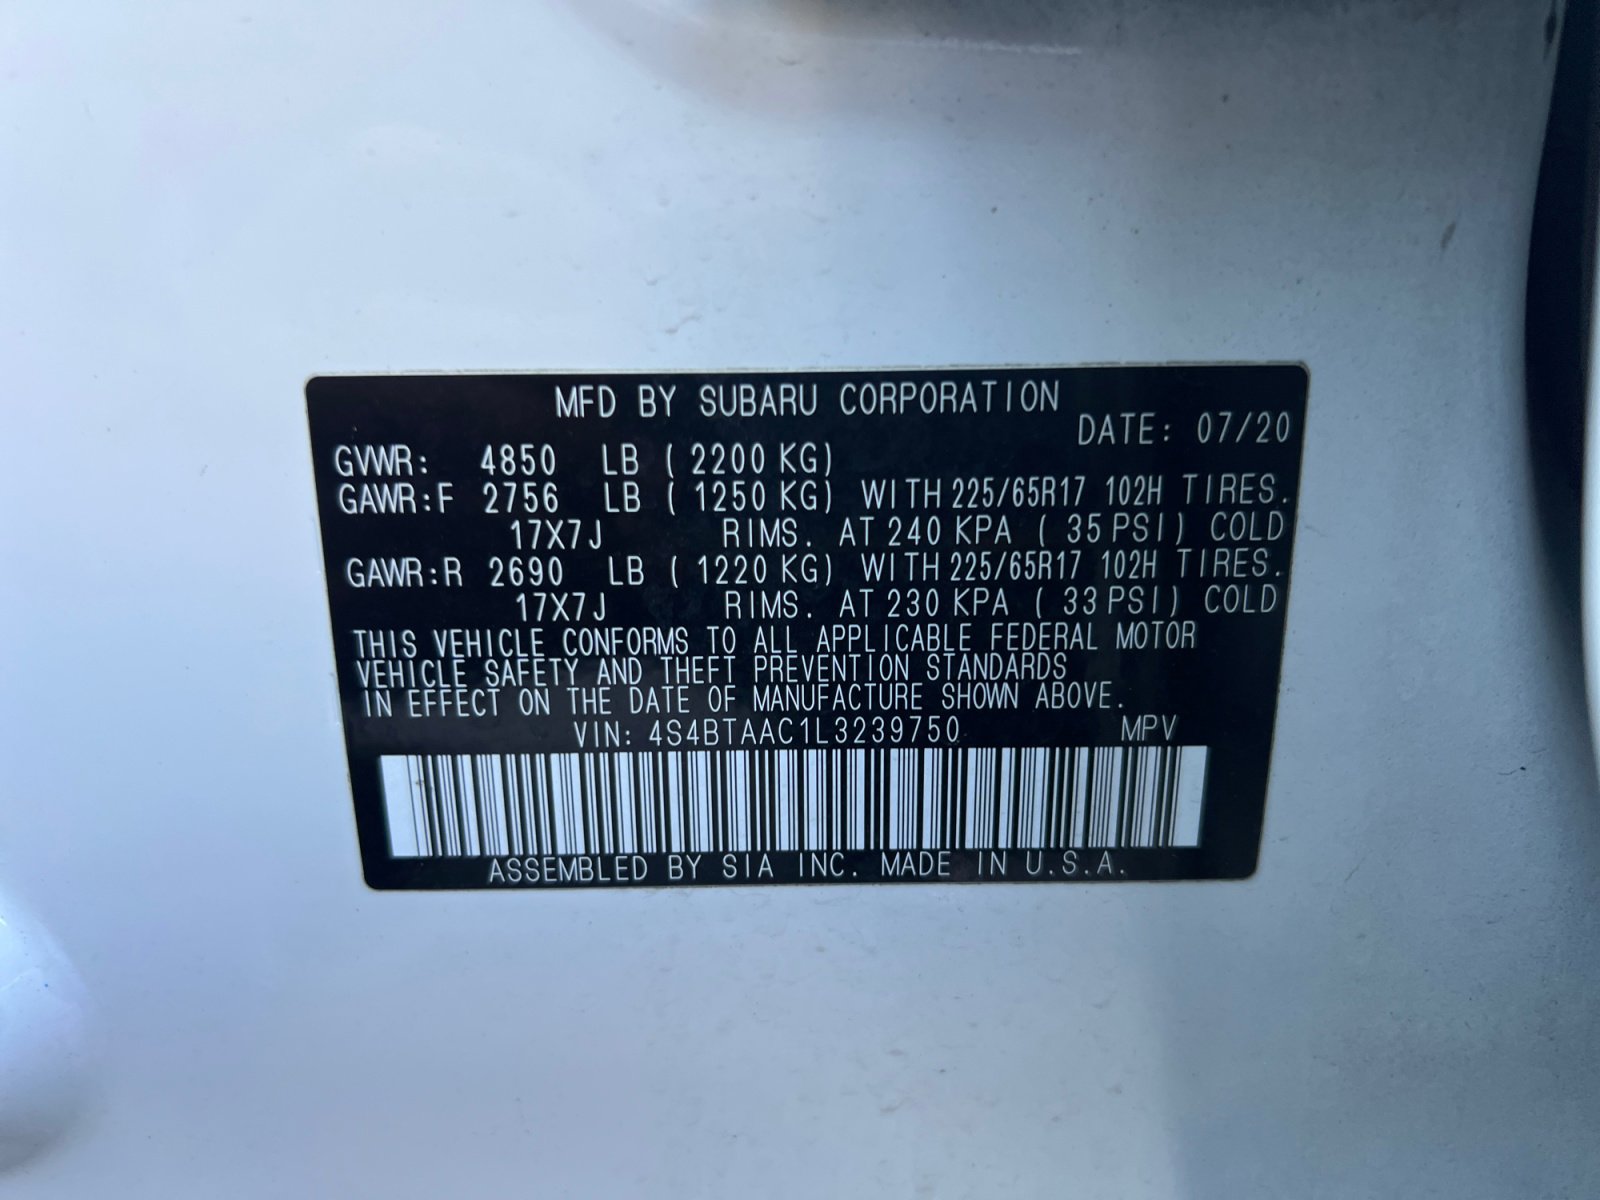 MFD BY SUBARU CORPORATION
DATE: 07/20
GVWR: 4850 LB ( 2200 KG)
GAWR:F 2756 LB ( 1250 KG) WITH 225/65R17 102H TIRES.
17X7J RIMS. AT 240 KPA ( 35 PSI) COLD
GAWR:R 2690 LB ( 1220 KG) WITH 225/65R17 102H TIRES.
17X7J RIMS. AT 230 KPA ( 33 PSI) COLD
THIS VEHICLE CONFORMS TO ALL APPLICABLE FEDERAL MOTOR
VEHICLE SAFETY AND THEFT PREVENTION STANDARDS
IN EFFECT ON THE DATE OF MANUFACTURE SHOWN ABOVE.
VIN: 4S4BTAAC1L3239750 MPV
ASSEMBLED BY SIA INC. MADE IN U.S.A.